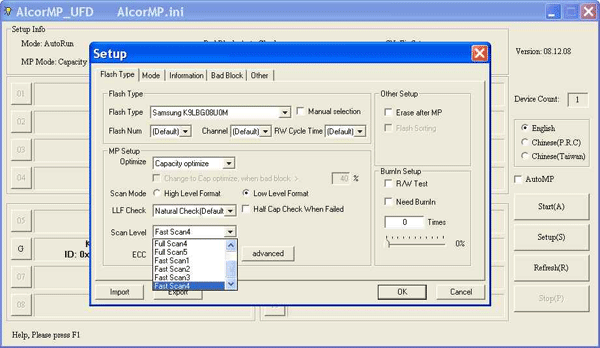 AlcorMP_UFD AlcorMP.ini
Setup Info
Mode: AutoRun
MP Mode: Capacity
Version: 08.12.08
Device Count: 1
English
Chinese(P.R.C)
Chinese(Taiwan)
AutoMP
Start(A)
Setup(S)
Refresh(R)
Stop(P)
01
02
03
04
05
G
07
08
Setup
Flash Type Mode Information Bad Block Other
Flash Type
Flash Type Samsung K9LBG08U0M Manual selection
Flash Num (Default) Channel (Default) RW Cycle Time (Default)
MP Setup
Optimize Capacity optimize
Change to Cap optimize, when bad block > 40 %
Scan Mode High Level Format Low Level Format
LLF Check Natural Check(Default Half Cap Check When Failed
Scan Level Fast Scan4
Full Scan4
Full Scan5
Fast Scan1
Fast Scan2
Fast Scan3
Fast Scan4
ECC advanced
Other Setup
Erase after MP
Flash Sorting
BurnIn Setup
R/W Test
Need BurnIn
0 Times
0%
Import Export OK Cancel
Help, Please press F1